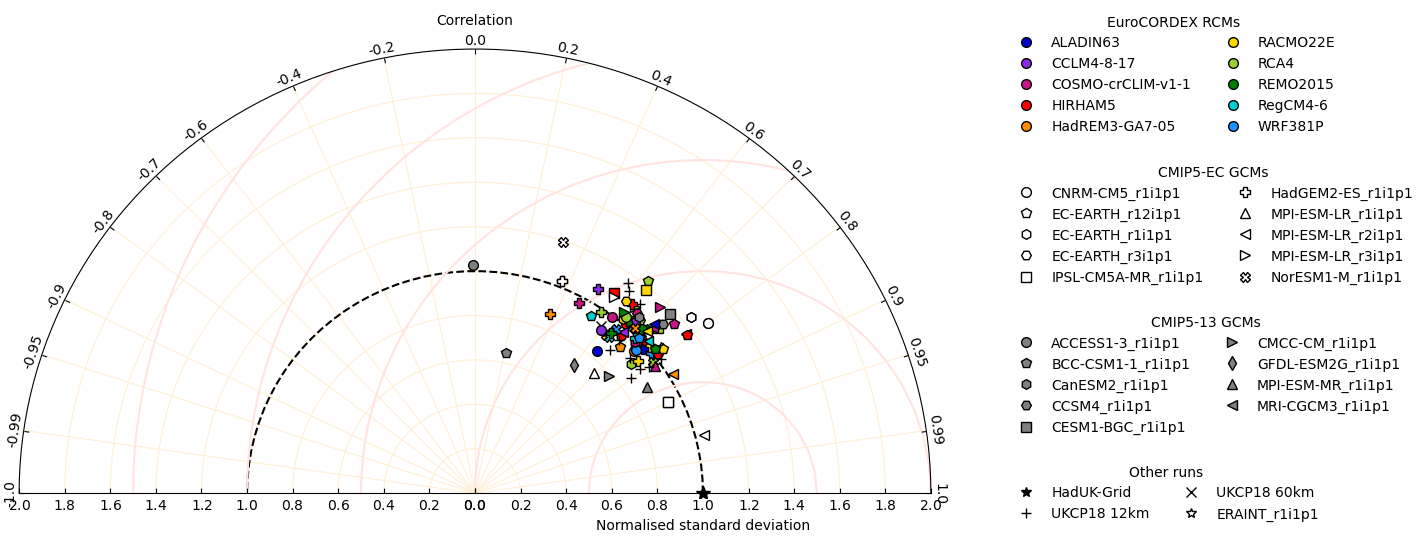 Correlation
0.0
-0.2
0.2
-0.4
0.4
-0.6
0.6
-0.7
0.7
-0.8
0.8
-0.9
0.9
-0.95
0.95
-0.99
0.99
-1.0
1.0
2.0 1.8 1.6 1.4 1.2 1.0 0.8 0.6 0.4 0.2 0.0 0.2 0.4 0.6 0.8 1.0 1.2 1.4 1.6 1.8 2.0
Normalised standard deviation
EuroCORDEX RCMs
ALADIN63 RACMO22E
CCLM4-8-17 RCA4
COSMO-crCLIM-v1-1 REMO2015
HIRHAM5 RegCM4-6
HadREM3-GA7-05 WRF381P
CMIP5-EC GCMs
CNRM-CM5_r1i1p1 HadGEM2-ES_r1i1p1
EC-EARTH_r12i1p1 MPI-ESM-LR_r1i1p1
EC-EARTH_r1i1p1 MPI-ESM-LR_r2i1p1
EC-EARTH_r3i1p1 MPI-ESM-LR_r3i1p1
IPSL-CM5A-MR_r1i1p1 NorESM1-M_r1i1p1
CMIP5-13 GCMs
ACCESS1-3_r1i1p1 CMCC-CM_r1i1p1
BCC-CSM1-1_r1i1p1 GFDL-ESM2G_r1i1p1
CanESM2_r1i1p1 MPI-ESM-MR_r1i1p1
CCSM4_r1i1p1 MRI-CGCM3_r1i1p1
CESM1-BGC_r1i1p1
Other runs
HadUK-Grid UKCP18 60km
UKCP18 12km ERAINT_r1i1p1